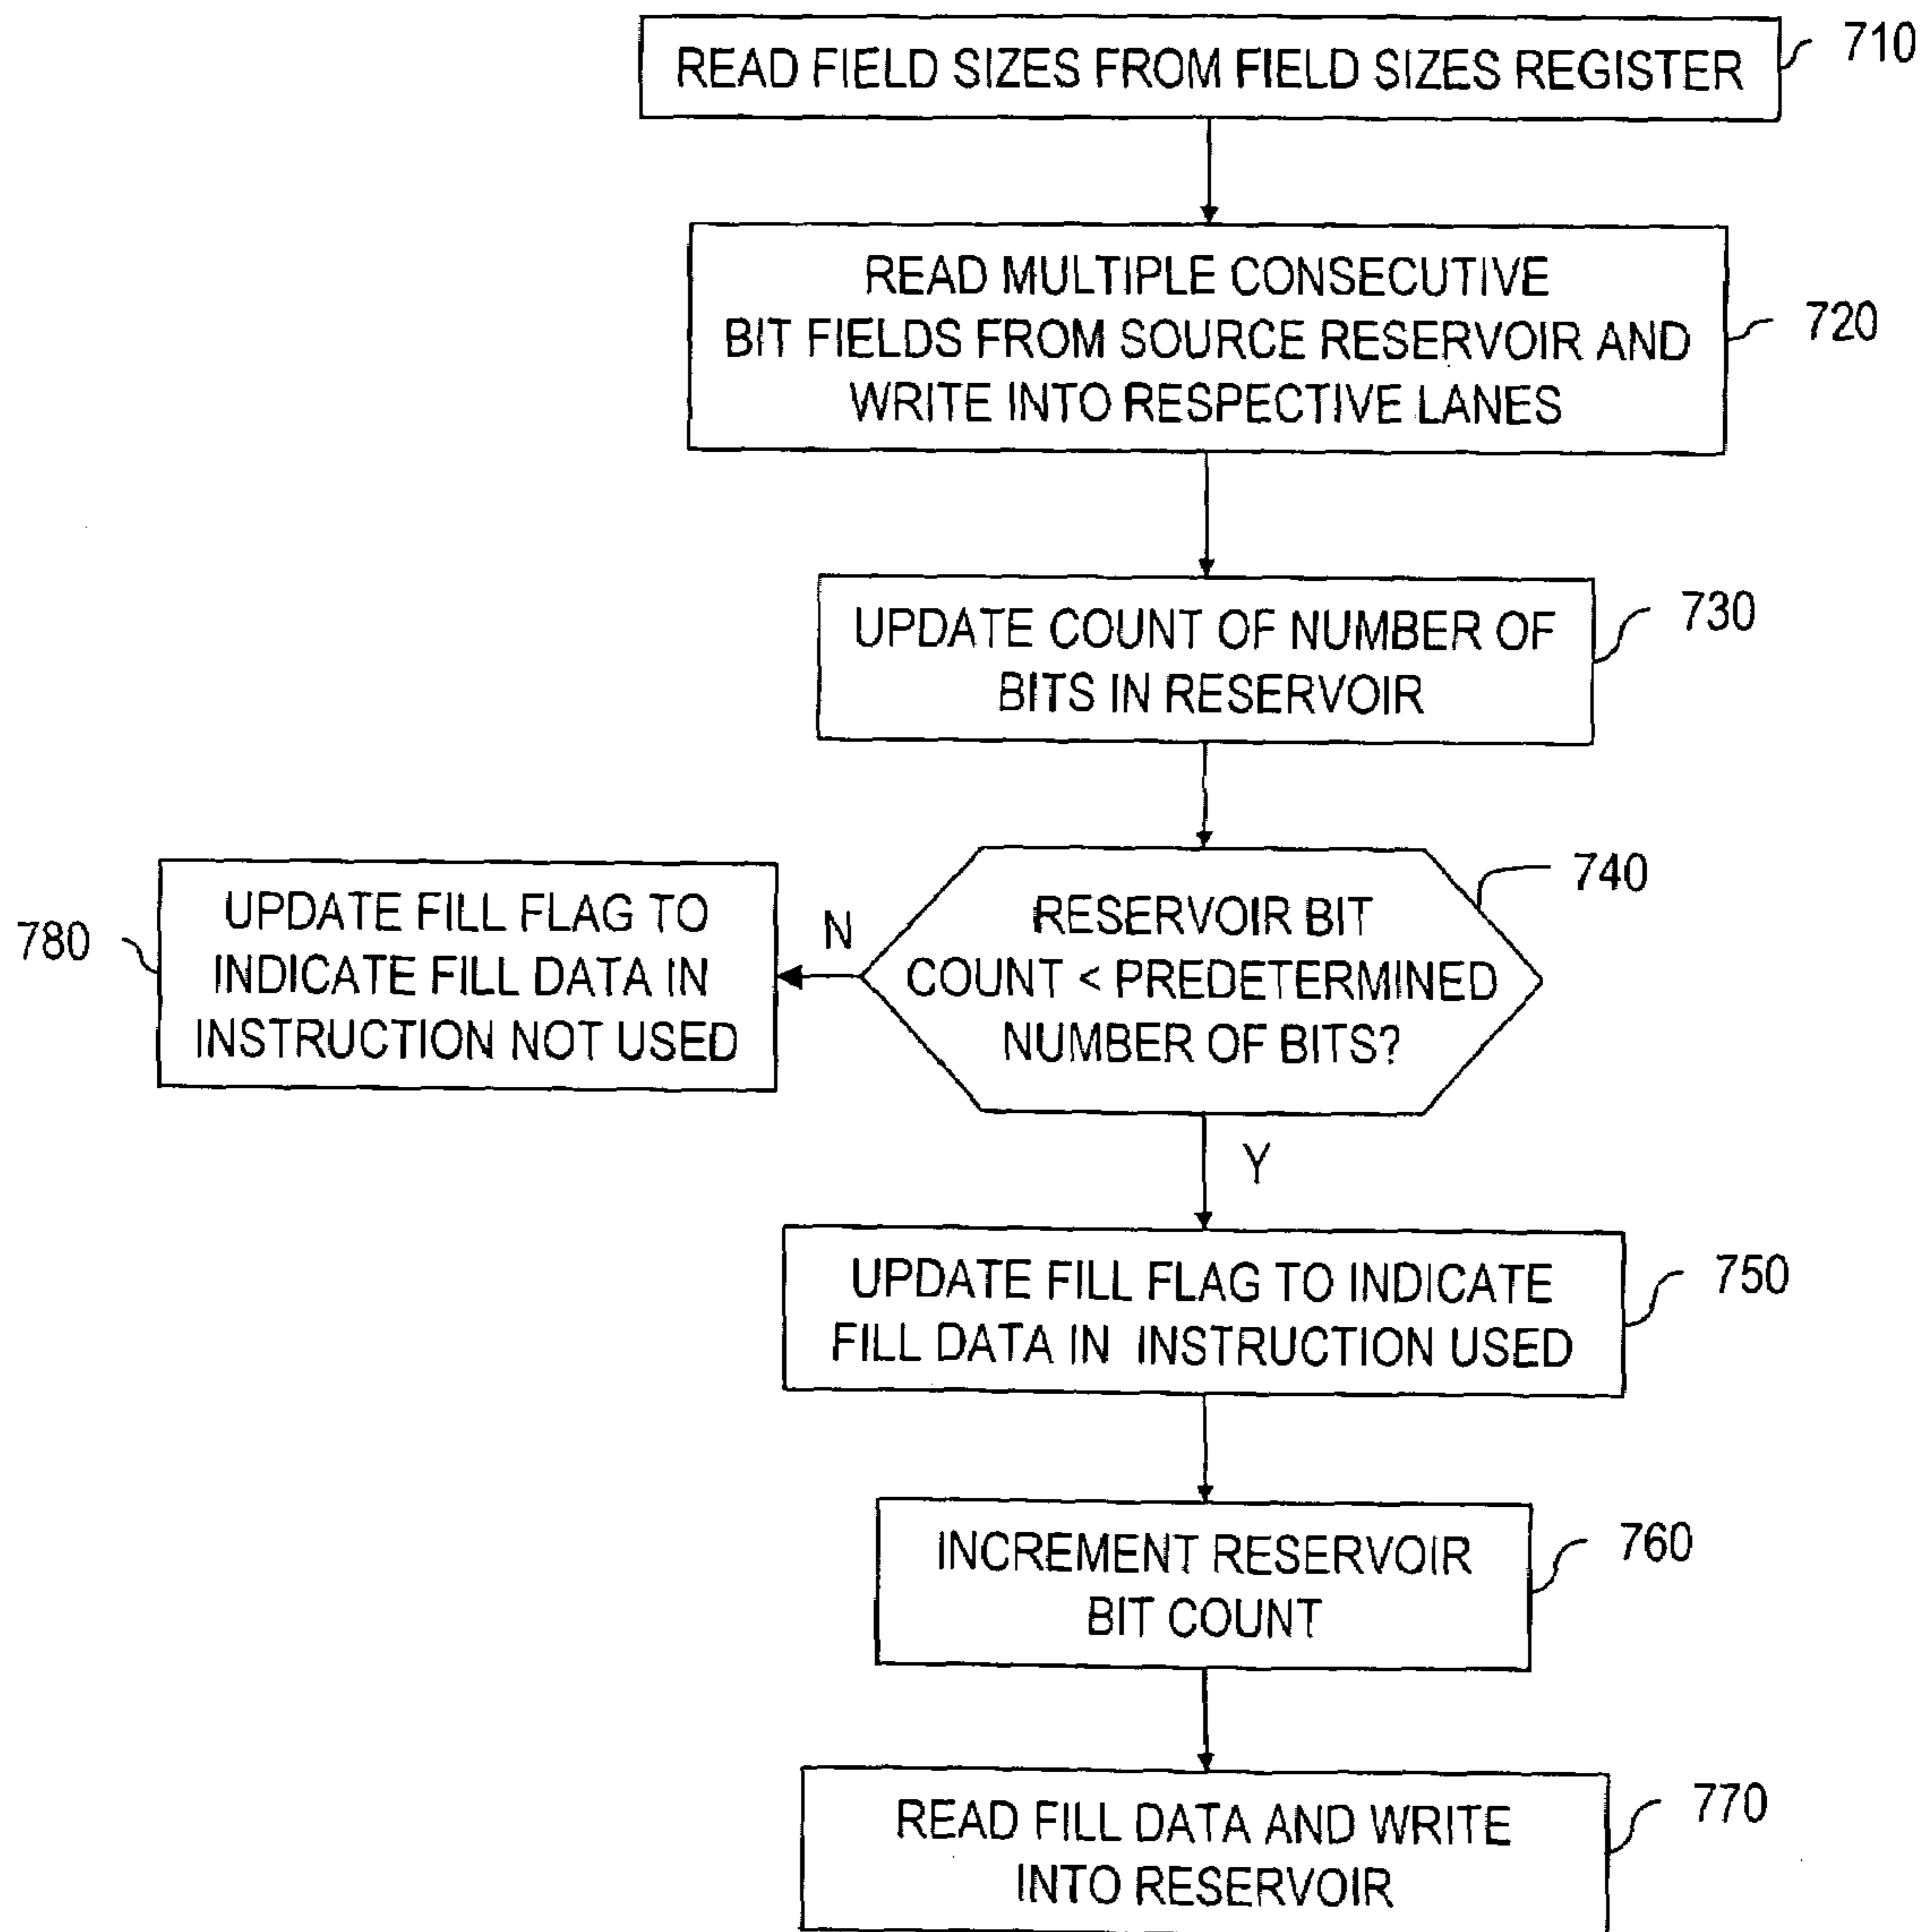 READ FIELD SIZES FROM FIELD SIZES REGISTER
710
READ MULTIPLE CONSECUTIVE
BIT FIELDS FROM SOURCE RESERVOIR AND
WRITE INTO RESPECTIVE LANES
720
UPDATE COUNT OF NUMBER OF
BITS IN RESERVOIR
730
RESERVOIR BIT
COUNT < PREDETERMINED
NUMBER OF BITS?
740
N
UPDATE FILL FLAG TO
INDICATE FILL DATA IN
INSTRUCTION NOT USED
780
Y
UPDATE FILL FLAG TO INDICATE
FILL DATA IN INSTRUCTION USED
750
INCREMENT RESERVOIR
BIT COUNT
760
READ FILL DATA AND WRITE
INTO RESERVOIR
770